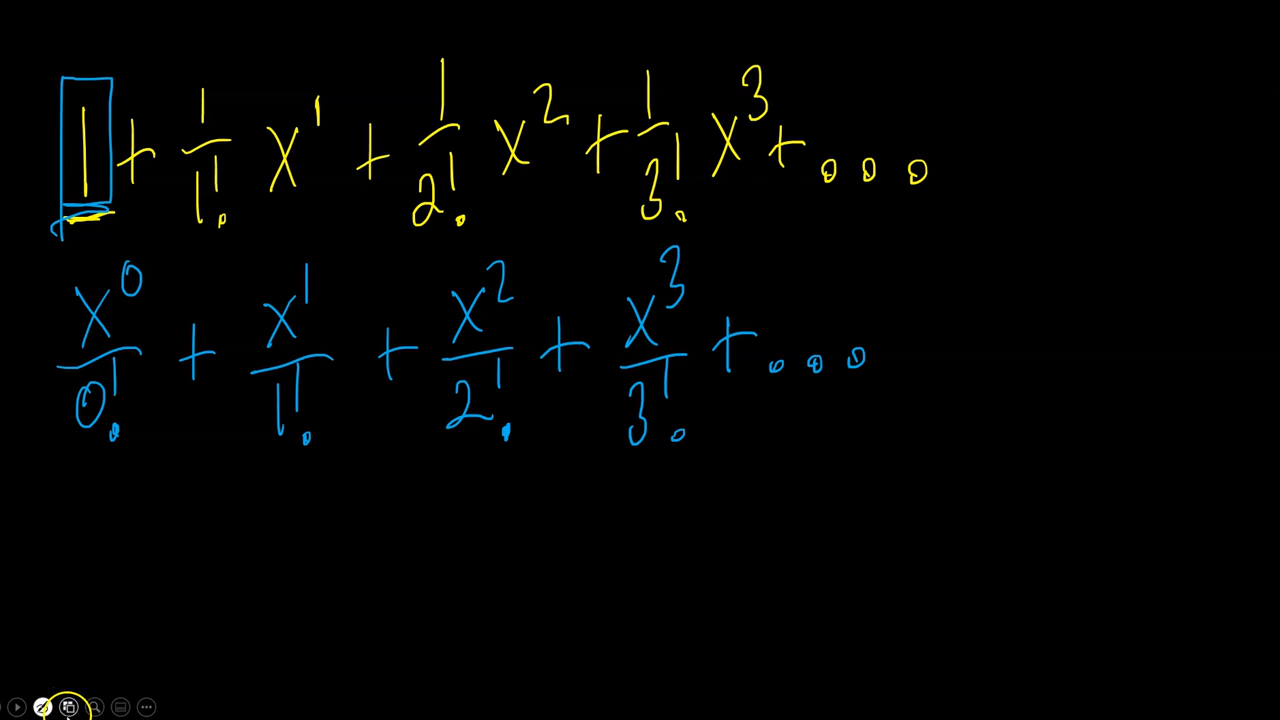 1 + 1/1! x^1 + 1/2! x^2 + 1/3! x^3 + ...
x^0/0! + x^1/1! + x^2/2! + x^3/3! + ...